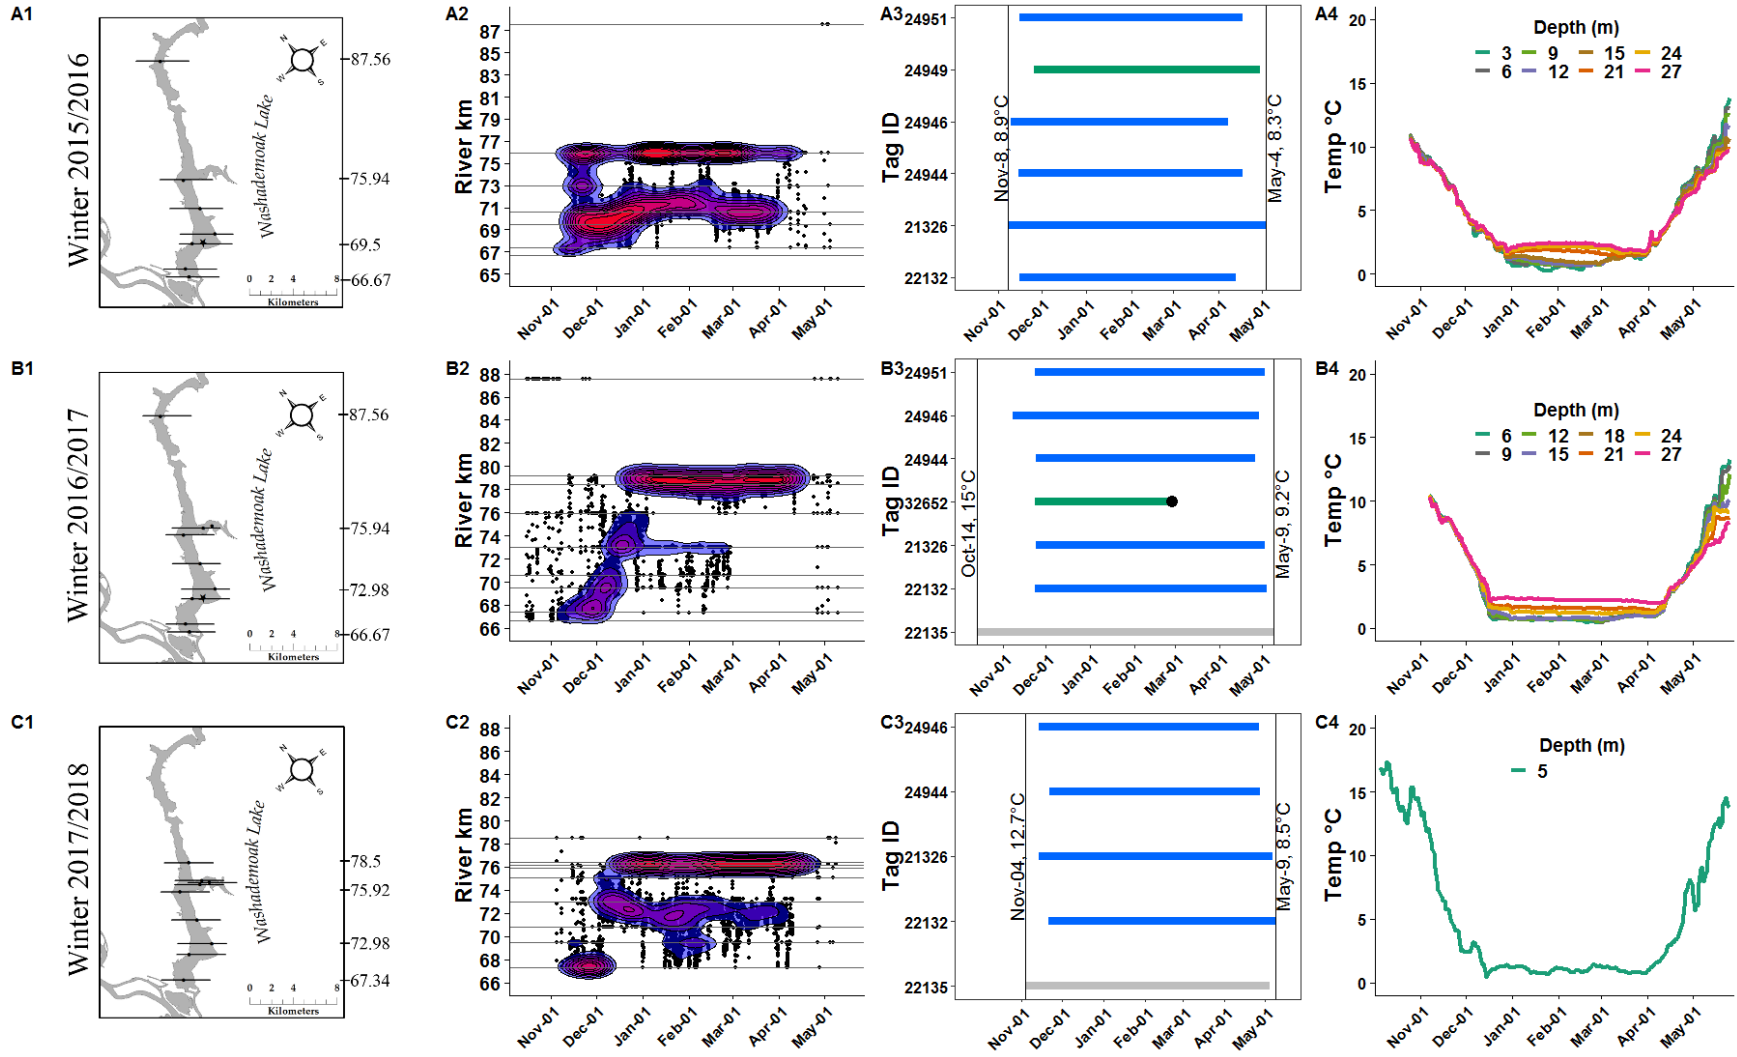 A1
Winter 2015/2016
N
E
W
S
Washademoak Lake
0 2 4 8
Kilometers
87.56
75.94
69.5
66.67
A2
River km
87
85
83
81
79
77
75
73
71
69
67
65
Nov-01 Dec-01 Jan-01 Feb-01 Mar-01 Apr-01 May-01
A3
Tag ID
24951
24949
24946
24944
21326
22132
Nov-8, 8.9°C
May-4, 8.3°C
Nov-01 Dec-01 Jan-01 Feb-01 Mar-01 Apr-01 May-01
A4
Temp °C
20
15
10
5
0
Depth (m)
3 9 15 24
6 12 21 27
Nov-01 Dec-01 Jan-01 Feb-01 Mar-01 Apr-01 May-01
B1
Winter 2016/2017
N
E
W
S
Washademoak Lake
0 2 4 8
Kilometers
87.56
75.94
72.98
66.67
B2
River km
88
86
84
82
80
78
76
74
72
70
68
66
Nov-01 Dec-01 Jan-01 Feb-01 Mar-01 Apr-01 May-01
B3
Tag ID
24951
24946
24944
32652
21326
22132
22135
Oct-14, 15°C
May-9, 9.2°C
Nov-01 Dec-01 Jan-01 Feb-01 Mar-01 Apr-01 May-01
B4
Temp °C
20
15
10
5
0
Depth (m)
6 12 18 24
9 15 21 27
Nov-01 Dec-01 Jan-01 Feb-01 Mar-01 Apr-01 May-01
C1
Winter 2017/2018
N
E
W
S
Washademoak Lake
0 2 4 8
Kilometers
78.5
75.92
72.98
67.34
C2
River km
88
86
84
82
80
78
76
74
72
70
68
66
Nov-01 Dec-01 Jan-01 Feb-01 Mar-01 Apr-01 May-01
C3
Tag ID
24946
24944
21326
22132
22135
Nov-04, 12.7°C
May-9, 8.5°C
Nov-01 Dec-01 Jan-01 Feb-01 Mar-01 Apr-01 May-01
C4
Temp °C
20
15
10
5
0
Depth (m)
5
Nov-01 Dec-01 Jan-01 Feb-01 Mar-01 Apr-01 May-01